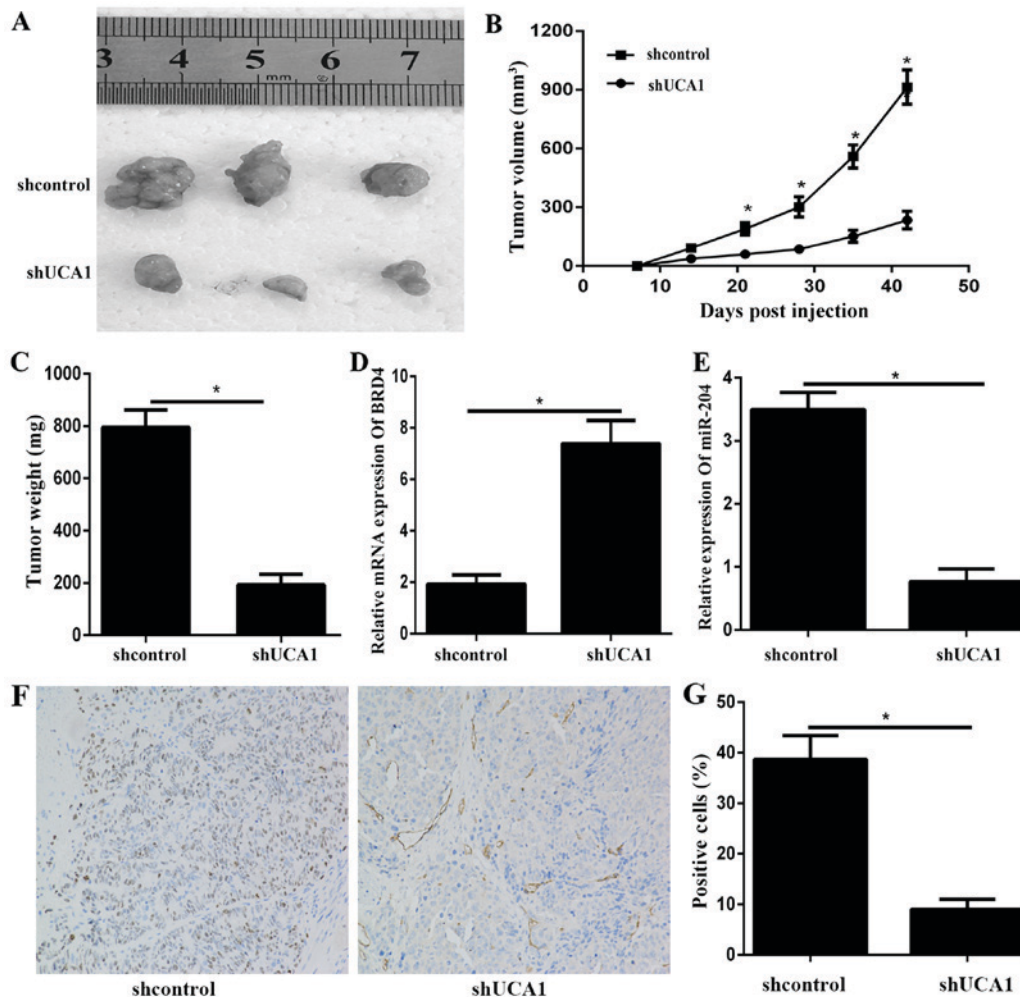 A
3 4 5 6 7
mm
shcontrol
shUCA1
B
Tumor volume (mm³)
1200
900
600
300
0
shcontrol
shUCA1
*
*
*
*
*
0 10 20 30 40 50
Days post injection
C
Tumor weight (mg)
1000
800
600
400
200
0
*
shcontrol shUCA1
D
Relative mRNA expression Of BRD4
10
8
6
4
2
0
*
shcontrol shUCA1
E
Relative expression Of miR-204
4
3
2
1
0
*
shcontrol shUCA1
F
shcontrol shUCA1
G
Positive cells (%)
50
40
30
20
10
0
*
shcontrol shUCA1